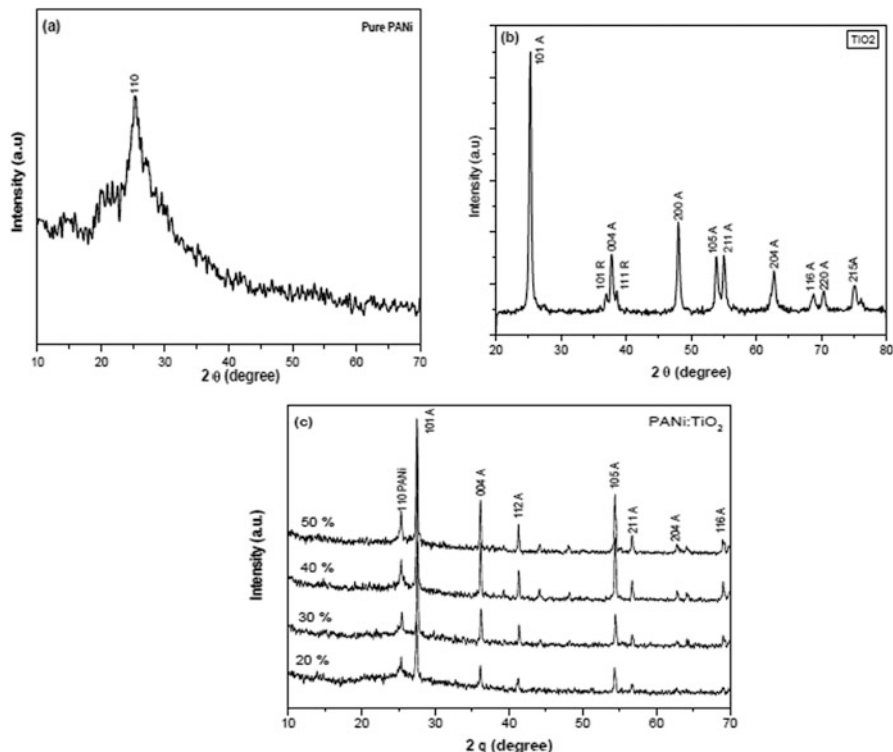 (a)
Pure PANi
110
Intensity (a.u)
10 20 30 40 50 60 70
2 θ (degree)
(b)
TIO2
101 A
101 R
004 A
111 R
200 A
105 A
211 A
204 A
116 A
220 A
215A
Intensity (a.u)
20 30 40 50 60 70 80
2 θ (degree)
(c)
PANi:TiO₂
110 PANi
101 A
004 A
112 A
105 A
211 A
204 A
116 A
50 %
40 %
30 %
20 %
Intensity (a.u.)
10 20 30 40 50 60 70
2 q (degree)